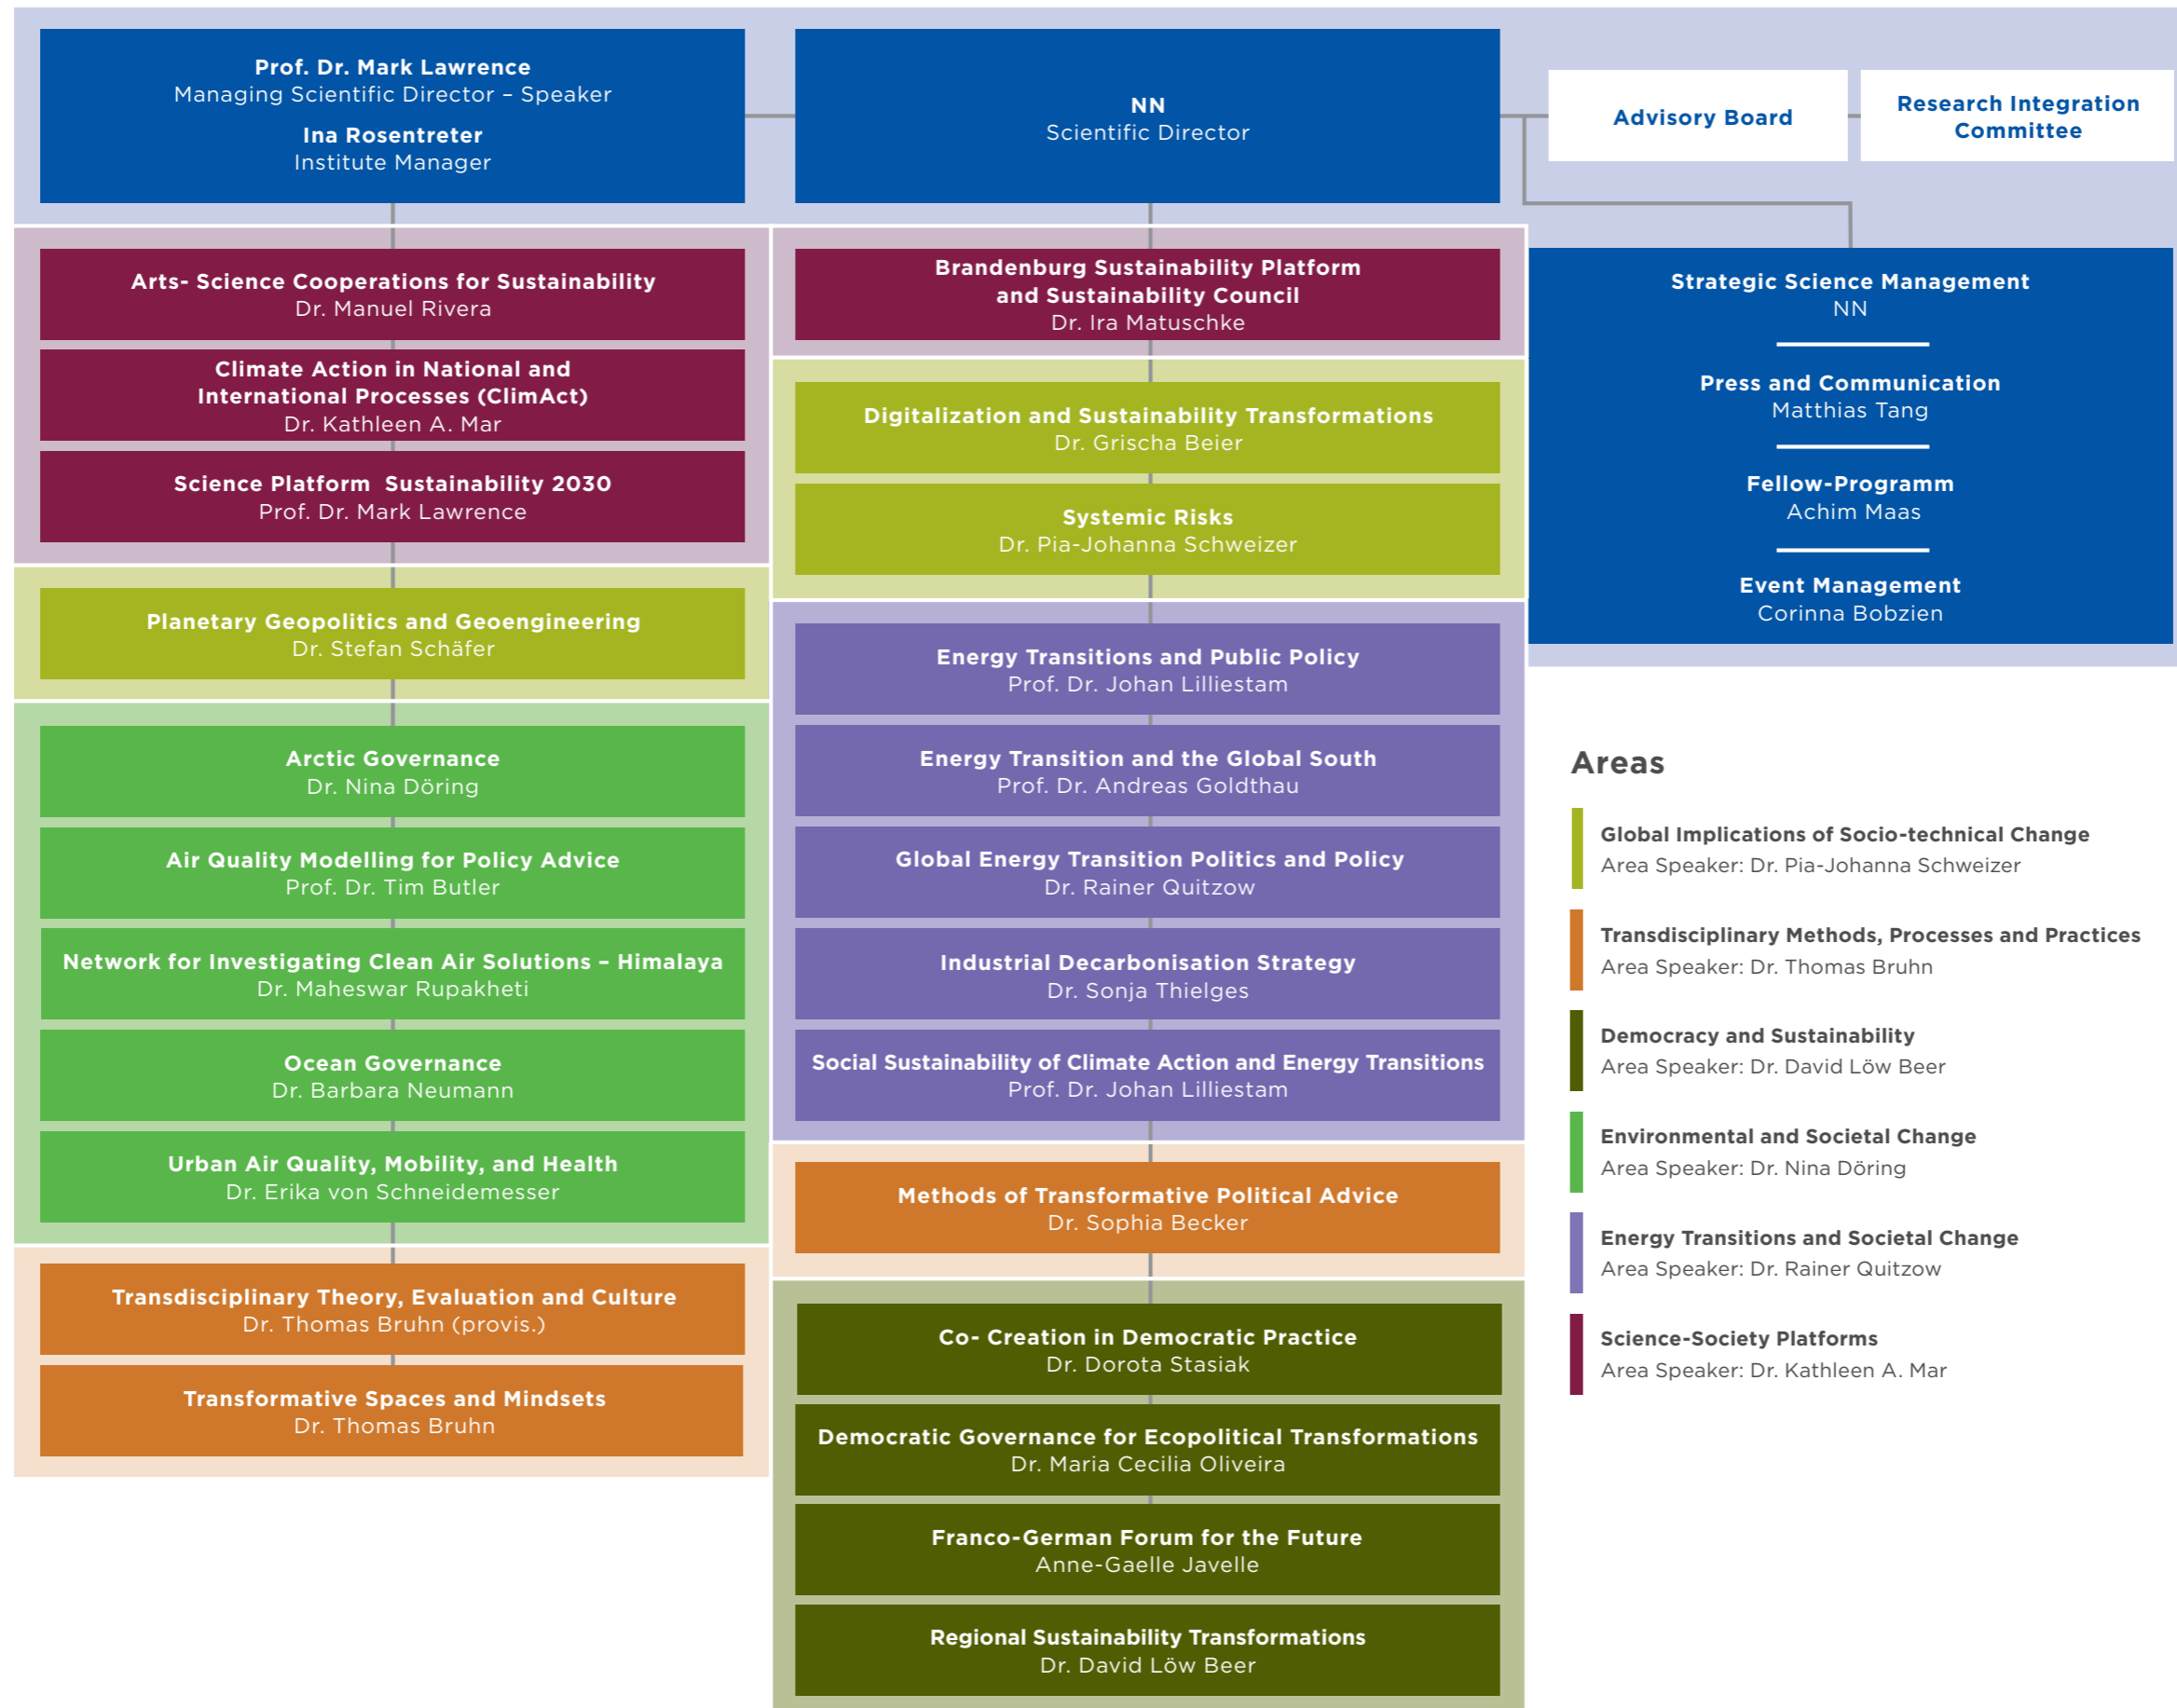 Prof. Dr. Mark Lawrence
Managing Scientific Director – Speaker
Ina Rosentreter
Institute Manager
NN
Scientific Director
Advisory Board
Research Integration
Committee
Arts- Science Cooperations for Sustainability
Dr. Manuel Rivera
Climate Action in National and
International Processes (ClimAct)
Dr. Kathleen A. Mar
Science Platform  Sustainability 2030
Prof. Dr. Mark Lawrence
Planetary Geopolitics and Geoengineering
Dr. Stefan Schäfer
Arctic Governance
Dr. Nina Döring
Air Quality Modelling for Policy Advice
Prof. Dr. Tim Butler
Network for Investigating Clean Air Solutions – Himalaya
Dr. Maheswar Rupakheti
Ocean Governance
Dr. Barbara Neumann
Urban Air Quality, Mobility, and Health
Dr. Erika von Schneidemesser
Transdisciplinary Theory, Evaluation and Culture
Dr. Thomas Bruhn (provis.)
Transformative Spaces and Mindsets
Dr. Thomas Bruhn
Brandenburg Sustainability Platform
and Sustainability Council
Dr. Ira Matuschke
Digitalization and Sustainability Transformations
Dr. Grischa Beier
Systemic Risks
Dr. Pia-Johanna Schweizer
Energy Transitions and Public Policy
Prof. Dr. Johan Lilliestam
Energy Transition and the Global South
Prof. Dr. Andreas Goldthau
Global Energy Transition Politics and Policy
Dr. Rainer Quitzow
Industrial Decarbonisation Strategy
Dr. Sonja Thielges
Social Sustainability of Climate Action and Energy Transitions
Prof. Dr. Johan Lilliestam
Methods of Transformative Political Advice
Dr. Sophia Becker
Co- Creation in Democratic Practice
Dr. Dorota Stasiak
Democratic Governance for Ecopolitical Transformations
Dr. Maria Cecilia Oliveira
Franco-German Forum for the Future
Anne-Gaelle Javelle
Regional Sustainability Transformations
Dr. David Löw Beer
Strategic Science Management
NN
Press and Communication
Matthias Tang
Fellow-Programm
Achim Maas
Event Management
Corinna Bobzien
Areas
Global Implications of Socio-technical Change
Area Speaker: Dr. Pia-Johanna Schweizer
Transdisciplinary Methods, Processes and Practices
Area Speaker: Dr. Thomas Bruhn
Democracy and Sustainability
Area Speaker: Dr. David Löw Beer
Environmental and Societal Change
Area Speaker: Dr. Nina Döring
Energy Transitions and Societal Change
Area Speaker: Dr. Rainer Quitzow
Science-Society Platforms
Area Speaker: Dr. Kathleen A. Mar